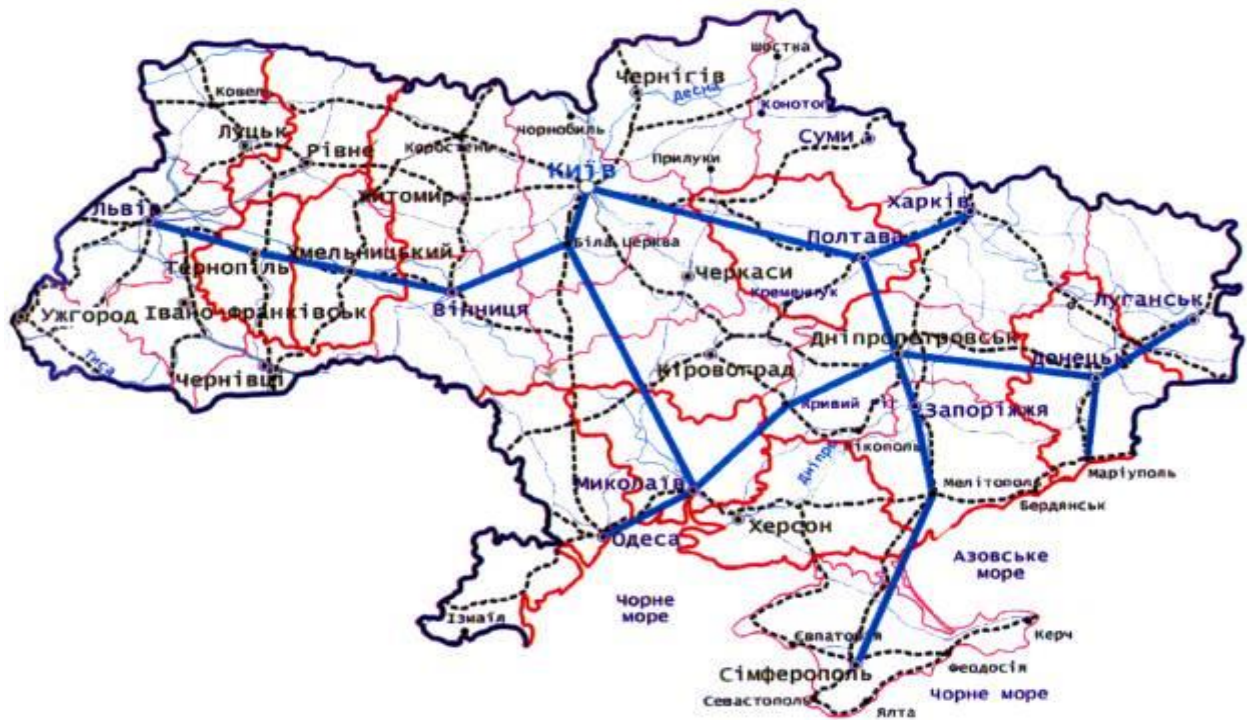 шостка
Чернігів
Десна
Ковел
конотоп
Луцьк
Чорнобиль
Суми
Рівне
Коростень
Прилуки
Київ
Житомир
Львів
Харків
Полтава
Хмельницький
Біла церква
Тернопіль
Черкаси
Кременчук
Луганськ
Вінниця
Ужгород
Івано-Франківськ
Дніпропетровськ
Тиса
Донецьк
Чернівці
Кіровоград
Кривий Ріг
Запоріжжя
Нікополь
Дніпро
Маріуполь
Миколаїв
Мелітополь
Бердянськ
Херсон
Одеса
Азовське
море
Чорне
море
Ізмаїл
Євпаторія
Керч
Феодосія
Сімферополь
Чорне море
Севастополь
Ялта